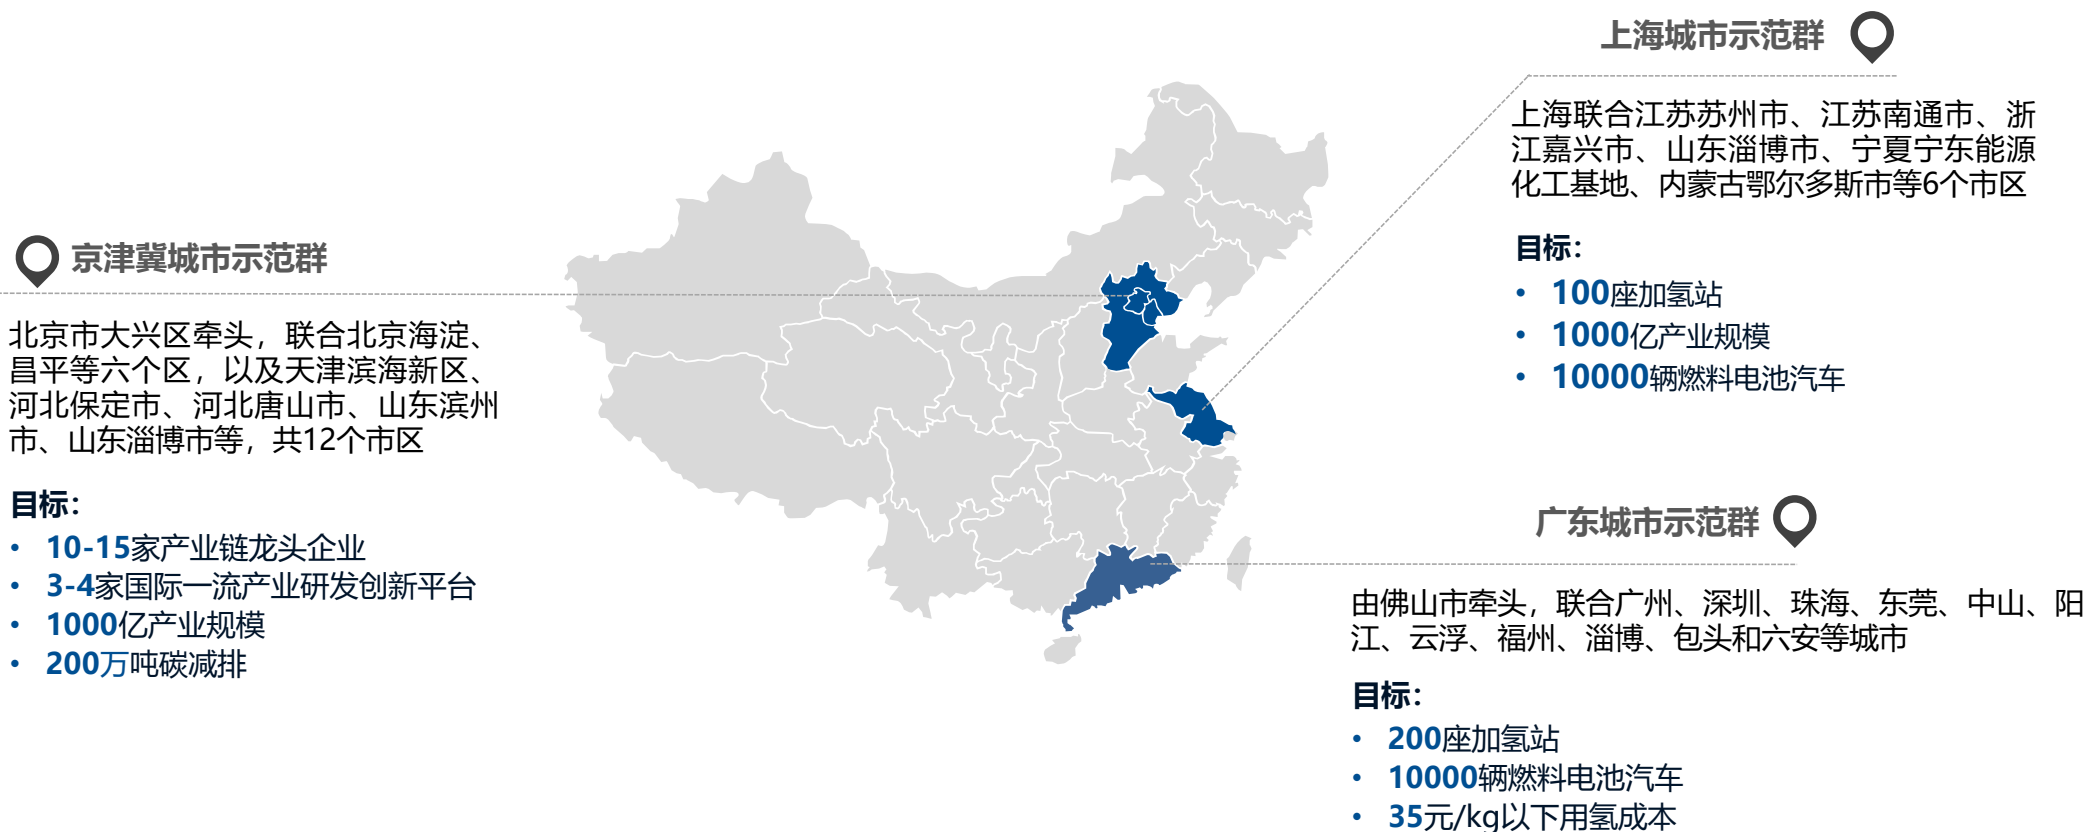 上海城市示范群
上海联合江苏苏州市、江苏南通市、浙
江嘉兴市、山东淄博市、宁夏宁东能源
化工基地、内蒙古鄂尔多斯市等6个市区
目标：
• 100座加氢站
• 1000亿产业规模
• 10000辆燃料电池汽车
京津冀城市示范群
北京市大兴区牵头，联合北京海淀、
昌平等六个区，以及天津滨海新区、
河北保定市、河北唐山市、山东滨州
市、山东淄博市等，共12个市区
目标：
• 10-15家产业链龙头企业
• 3-4家国际一流产业研发创新平台
• 1000亿产业规模
• 200万吨碳减排
广东城市示范群
由佛山市牵头，联合广州、深圳、珠海、东莞、中山、阳
江、云浮、福州、淄博、包头和六安等城市
目标：
• 200座加氢站
• 10000辆燃料电池汽车
• 35元/kg以下用氢成本